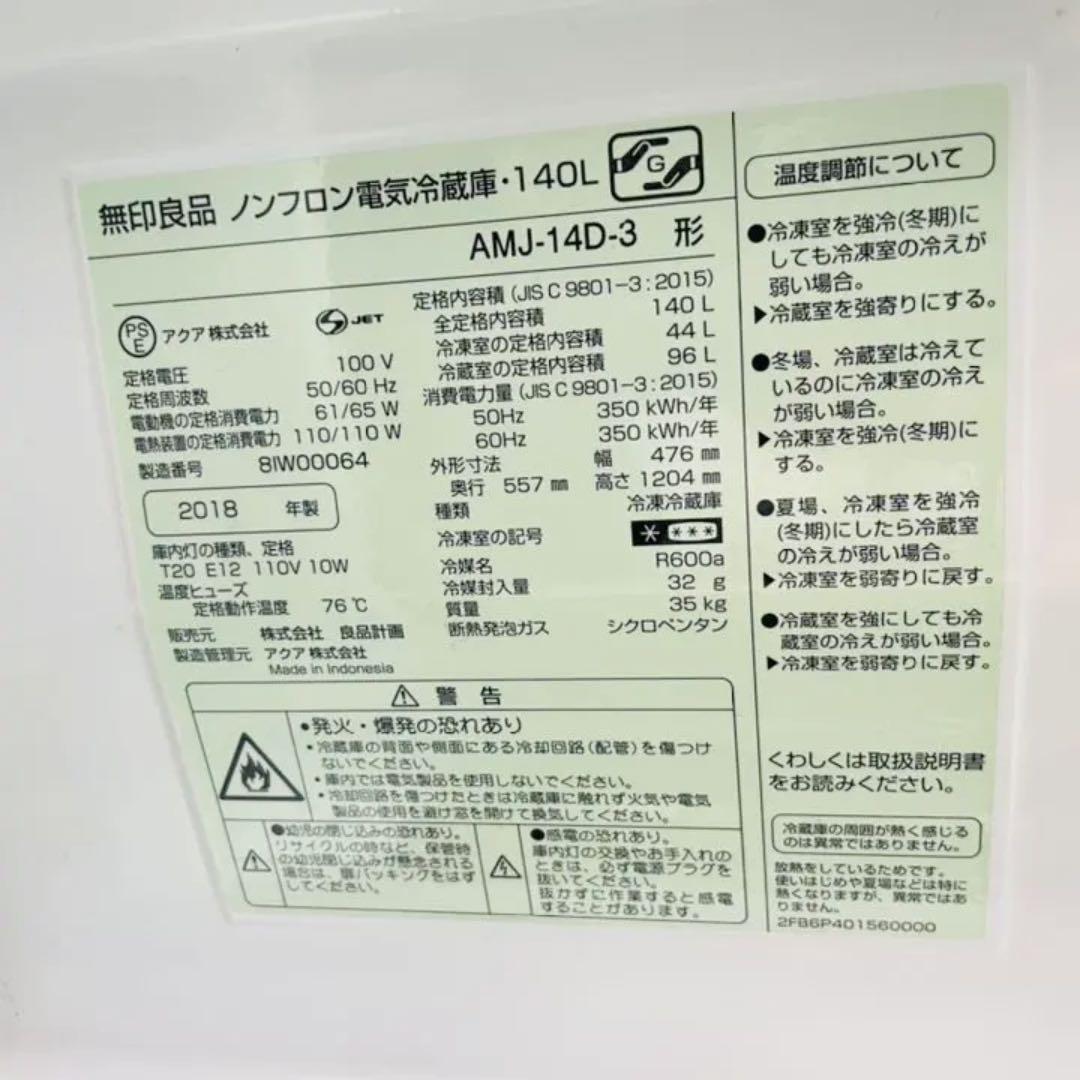 無印良品 ノンフロン電気冷蔵庫・140L
G
AMJ-14D-3 形
PS
E
アクア株式会社
JET
定格電圧 100 V
定格周波数 50/60 Hz
電動機の定格消費電力 61/65 W
電熱装置の定格消費電力 110/110 W
製造番号 8IW00064
2018 年製
庫内灯の種類、定格
T20 E12 110V 10W
温度ヒューズ
定格動作温度 76℃
販売元 株式会社 良品計画
製造管理元 アクア株式会社
Made in Indonesia
定格内容積 (JIS C 9801-3:2015)
全定格内容積 140 L
冷凍室の定格内容積 44 L
冷蔵室の定格内容積 96 L
消費電力量 (JIS C 9801-3:2015)
50Hz 350 kWh/年
60Hz 350 kWh/年
外形寸法 幅 476 mm
奥行 557 mm 高さ 1204 mm
種類 冷凍冷蔵庫
冷凍室の記号 * ***
冷媒名 R600a
冷媒封入量 32 g
質量 35 kg
断熱発泡ガス シクロペンタン
⚠ 警告
●発火・爆発の恐れあり
・冷蔵庫の背面や側面にある冷却回路(配管)を傷つけ
ないでください。
・庫内では電気製品を使用しないでください。
・冷却回路を傷つけたときは冷蔵庫に触れず火気や電気
製品の使用を避け窓を開けて換気してください。
●幼児の閉じ込みの恐れあり。
リサイクルの時など、保管時
の幼児閉じ込みが懸念される
場合は、扉パッキングをはず
してください。
●感電の恐れあり。
庫内灯の交換やお手入れの
ときは、必ず電源プラグを
抜いてください。
抜かずに作業すると感電
することがあります。
温度調節について
●冷凍室を強冷(冬期)に
しても冷凍室の冷えが
弱い場合。
▶冷蔵室を強寄りにする。
●冬場、冷蔵室は冷えて
いるのに冷凍室の冷え
が弱い場合。
▶冷凍室を強冷(冬期)に
する。
●夏場、冷凍室を強冷
(冬期)にしたら冷蔵室
の冷えが弱い場合。
▶冷凍室を弱寄りに戻す。
●冷蔵室を強にしても冷
蔵室の冷えが弱い場合。
▶冷凍室を弱寄りに戻す。
くわしくは取扱説明書
をお読みください。
冷蔵庫の周囲が熱く感じる
のは異常ではありません。
放熱をしているためです。
使いはじめや夏場などは特に
熱くなりますが、異常ではあ
りません。
2FB6P401560000